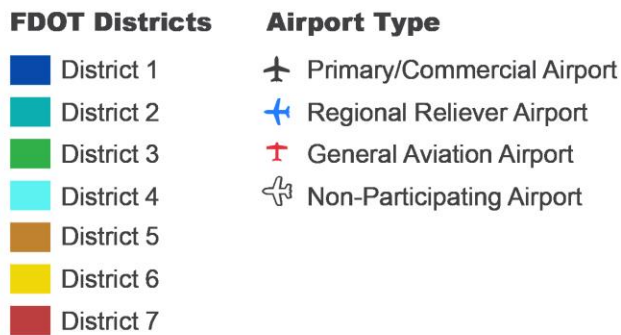 FDOT Districts
District 1
District 2
District 3
District 4
District 5
District 6
District 7
Airport Type
Primary/Commercial Airport
Regional Reliever Airport
General Aviation Airport
Non-Participating Airport